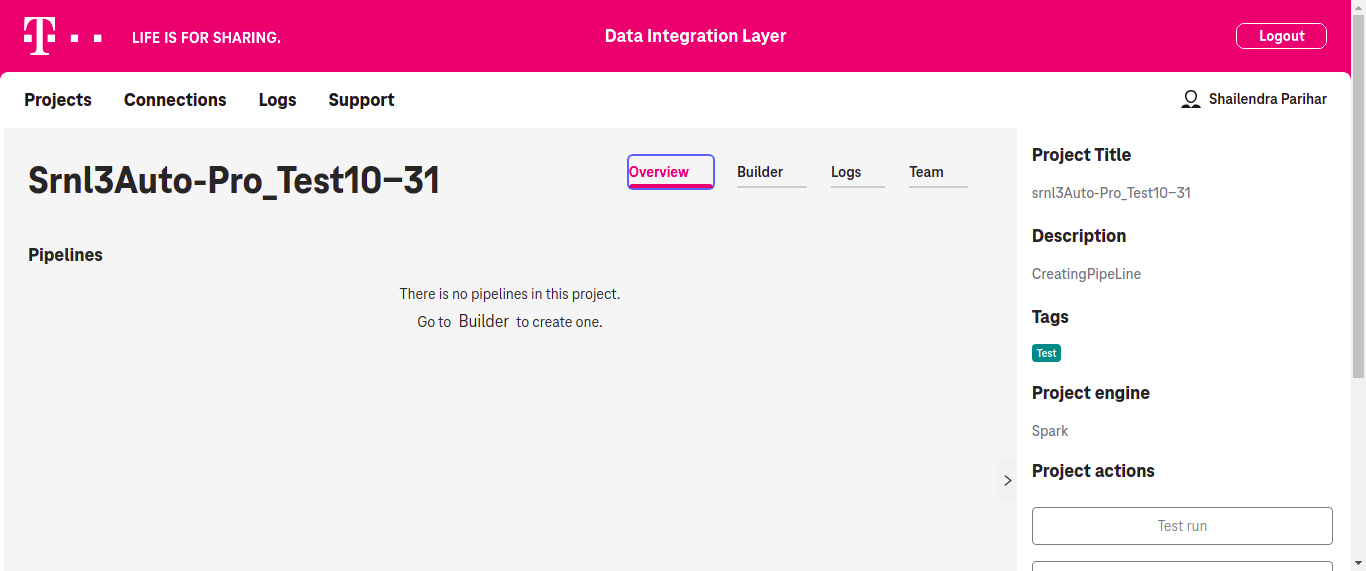 T
LIFE IS FOR SHARING.
Data Integration Layer
Logout
Projects
Connections
Logs
Support
Shailendra Parihar
Srnl3Auto-Pro_Test10–31
Overview
Builder
Logs
Team
Pipelines
There is no pipelines in this project.
Go to Builder to create one.
Project Title
srnl3Auto-Pro_Test10–31
Description
CreatingPipeLine
Tags
Test
Project engine
Spark
Project actions
Test run